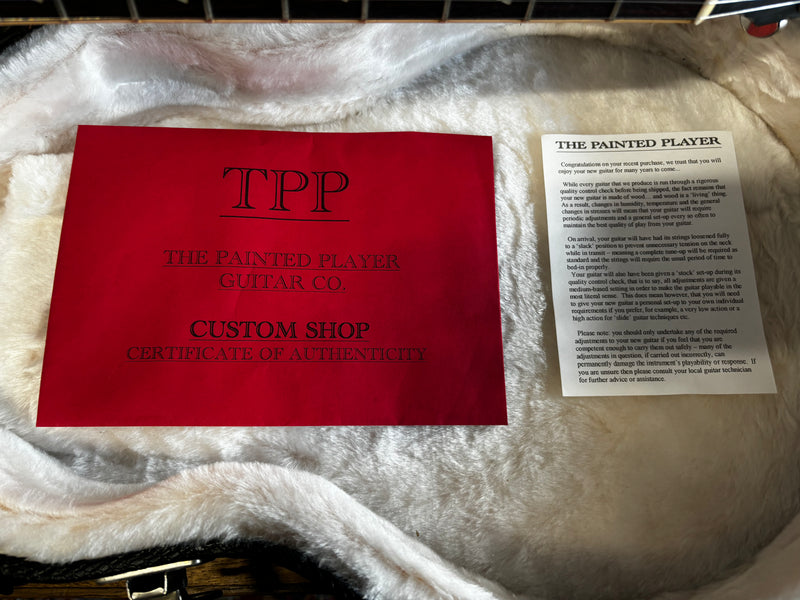 TPP
THE PAINTED PLAYER
GUITAR CO.
CUSTOM SHOP
CERTIFICATE OF AUTHENTICITY
THE PAINTED PLAYER
Congratulations on your recent purchase, we trust that you will
enjoy your new guitar for many years to come...
While every guitar that we produce is run through a rigorous
quality control check before being shipped, the fact remains that
your new guitar is made of wood... and wood is a 'living' thing.
As a result, changes in humidity, temperature and the general
changes in stresses will mean that your guitar will require
periodic adjustments and a general set-up every so often to
maintain the best quality of play from your guitar.
On arrival, your guitar will have had its strings loosened fully
to a 'slack' position to prevent unnecessary tension on the neck
while in transit – meaning a complete tune-up will be required as
standard and the strings will require the usual period of time to
bed-in properly.
Your guitar will also have been given a 'stock' set-up during its
quality control check, that is to say, all adjustments are given a
medium-based setting in order to make the guitar playable in the
most literal sense. This does mean however, that you will need
to give your new guitar a personal set-up to your own individual
requirements if you prefer, for example, a very low action or a
high action for 'slide' guitar techniques etc.
Please note: you should only undertake any of the required
adjustments to your new guitar if you feel that you are
competent enough to carry them out safely – many of the
adjustments in question, if carried out incorrectly, can
permanently damage the instrument's playability or response. If
you are unsure then please consult your local guitar technician
for further advice or assistance.